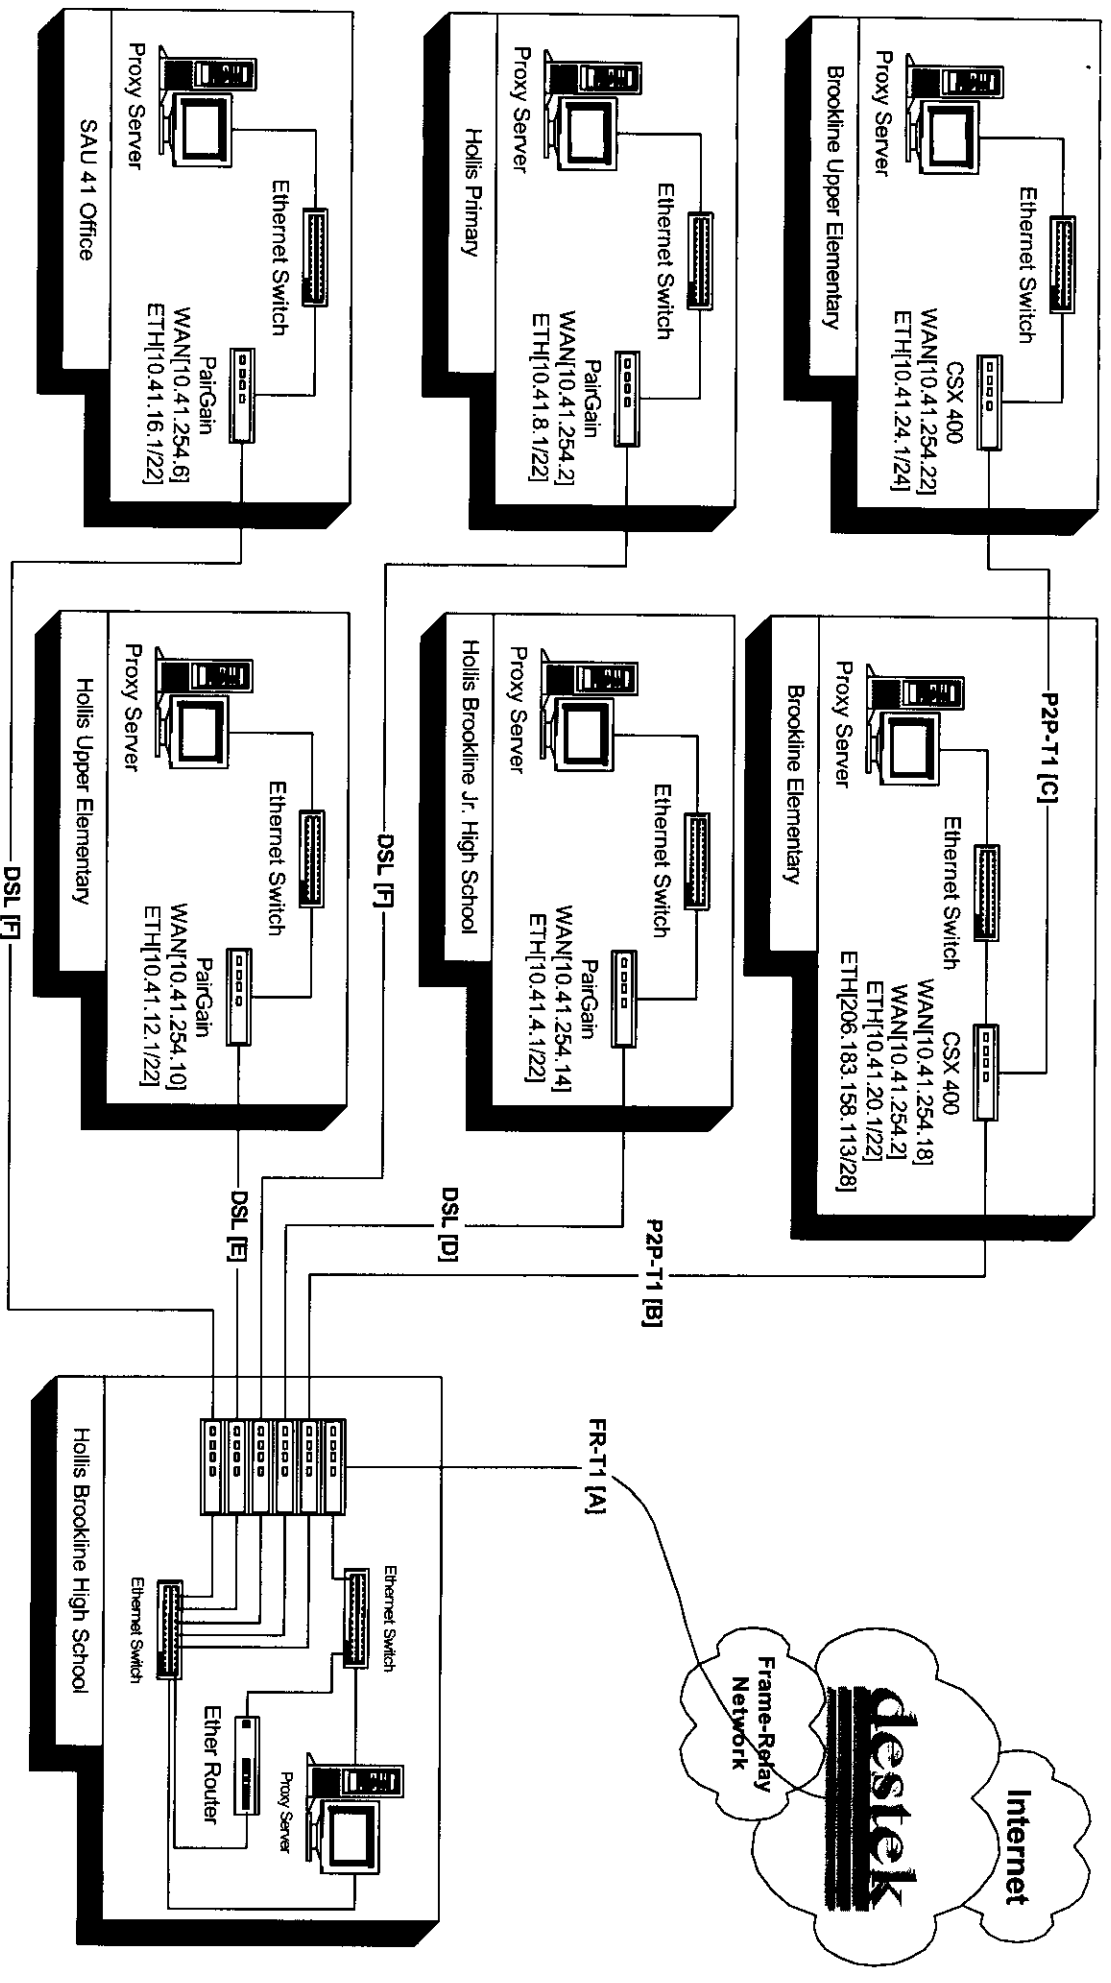 Proxy Server
Ethernet Switch
CSX 400
WAN[10.41.254.22]
ETH[10.41.24.1/24]
Brookline Upper Elementary
P2P-T1 [C]
Proxy Server
Ethernet Switch
CSX 400
WAN[10.41.254.18]
WAN[10.41.254.2]
ETH[10.41.20.1/22]
ETH[206.183.158.113/28]
Brookline Elementary
Internet
destek
Frame-Relay
Network
Proxy Server
Ethernet Switch
PairGain
WAN[10.41.254.2]
ETH[10.41.8.1/22]
Hollis Primary
Proxy Server
Ethernet Switch
PairGain
WAN[10.41.254.14]
ETH[10.41.4.1/22]
Hollis Brookline Jr. High School
P2P-T1 [B]
FR-T1 [A]
DSL [D]
DSL [F]
Proxy Server
Ethernet Switch
PairGain
WAN[10.41.254.6]
ETH[10.41.16.1/22]
SAU 41 Office
Proxy Server
Ethernet Switch
PairGain
WAN[10.41.254.10]
ETH[10.41.12.1/22]
Hollis Upper Elementary
DSL [E]
Ethernet Switch
Proxy Server
Ether Router
Ethernet Switch
Hollis Brookline High School
DSL [F]